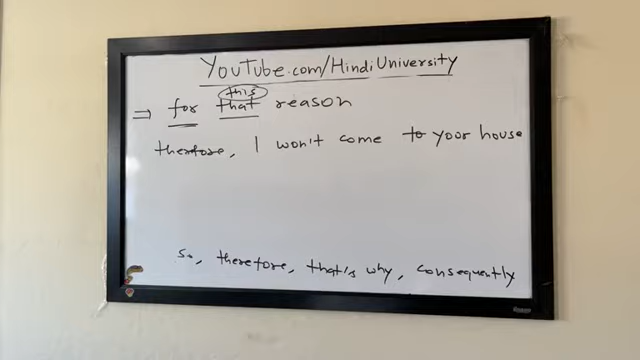 YouTube.com/HindiUniversity
this
⇒ for that reason
therefore, I won't come to your house
so, therefore, that's why, consequently